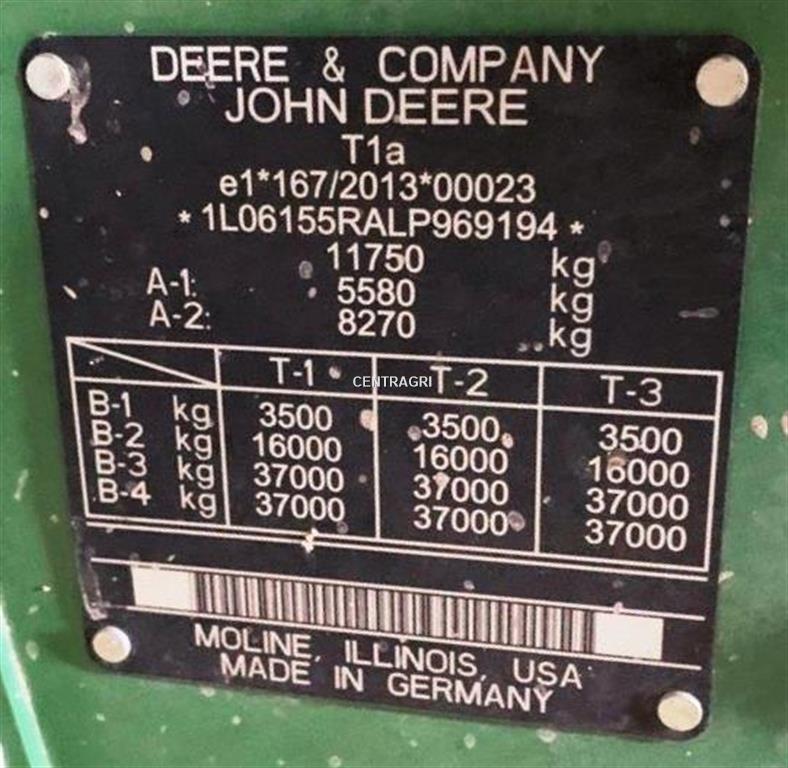 DEERE & COMPANY
JOHN DEERE
T1a
e1*167/2013*00023
*1L06155RALP969194*
11750 kg
A-1: 5580 kg
A-2: 8270 kg
T-1 T-2 T-3
B-1 kg 3500 3500 3500
B-2 kg 16000 16000 16000
B-3 kg 37000 37000 37000
B-4 kg 37000 37000 37000
CENTRAGRI
MOLINE, ILLINOIS, USA
MADE IN GERMANY